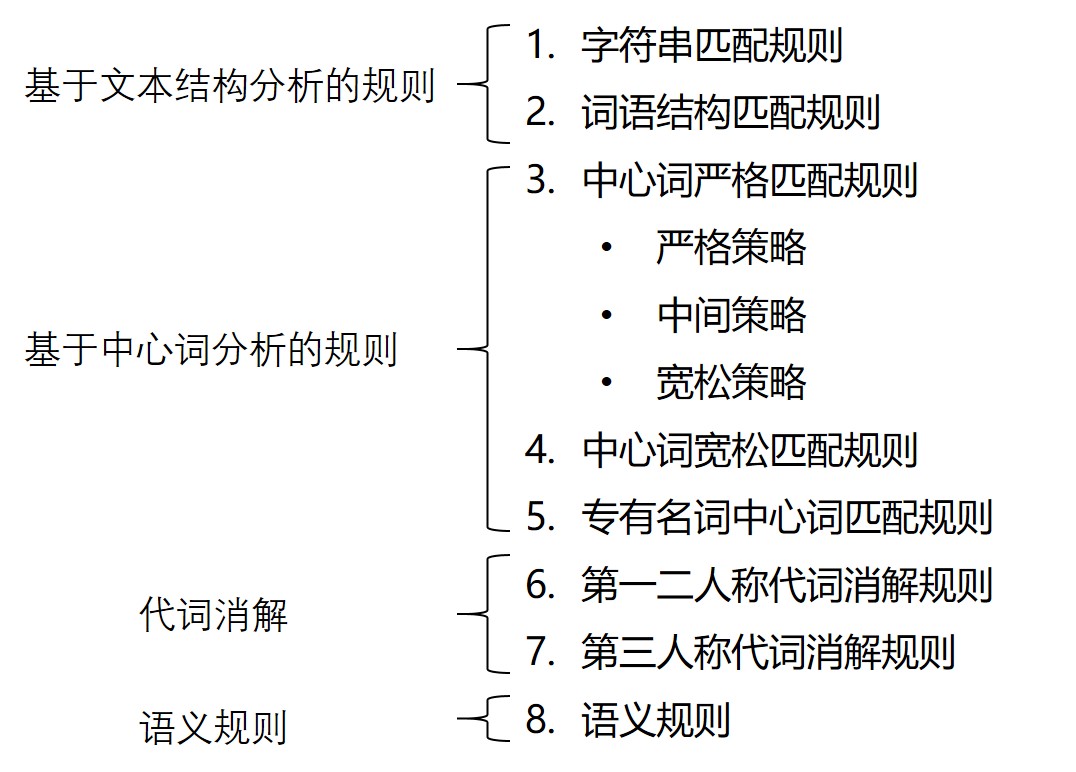 基于文本结构分析的规则
1. 字符串匹配规则
2. 词语结构匹配规则
基于中心词分析的规则
3. 中心词严格匹配规则
• 严格策略
• 中间策略
• 宽松策略
4. 中心词宽松匹配规则
5. 专有名词中心词匹配规则
代词消解
6. 第一二人称代词消解规则
7. 第三人称代词消解规则
语义规则
8. 语义规则